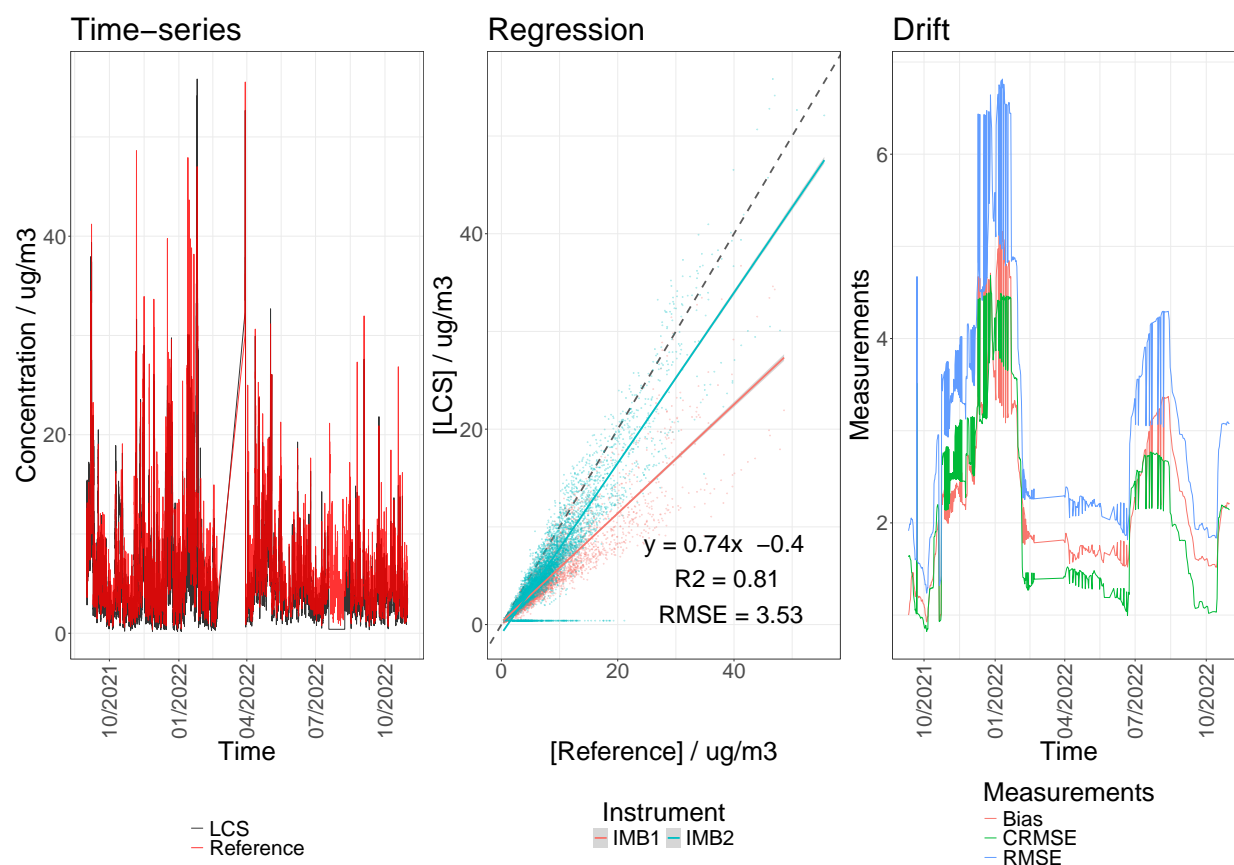 Time−series
Concentration / ug/m3
40
20
0
10/2021
01/2022
04/2022
07/2022
10/2022
Time
LCS
Reference
Regression
[LCS] / ug/m3
40
20
0
y = 0.74x −0.4
R2 = 0.81
RMSE = 3.53
0 20 40
[Reference] / ug/m3
Instrument
IMB1 IMB2
Drift
Measurements
6
4
2
10/2021
01/2022
04/2022
07/2022
10/2022
Time
Measurements
Bias
CRMSE
RMSE